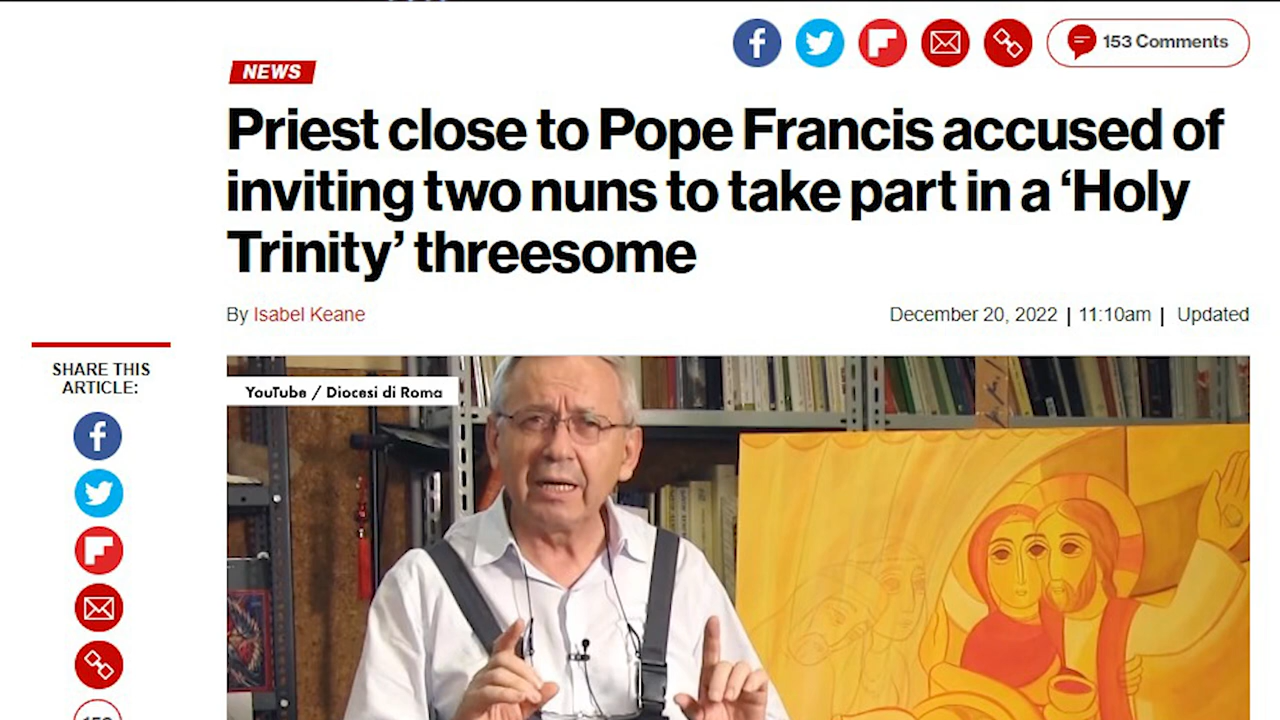 153 Comments
NEWS
Priest close to Pope Francis accused of
inviting two nuns to take part in a ‘Holy
Trinity’ threesome
By Isabel Keane
December 20, 2022 | 11:10am | Updated
SHARE THIS
ARTICLE:
YouTube / Diocesi di Roma